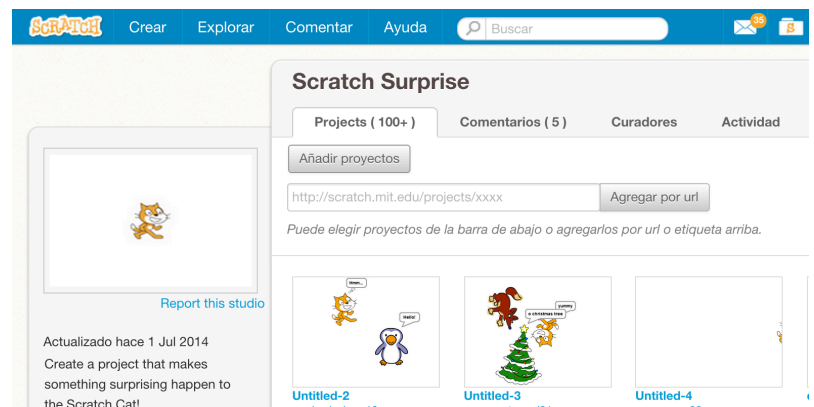 SCRATCH Crear Explorar Comentar Ayuda Buscar 35 S
Scratch Surprise
Projects ( 100+ ) Comentarios ( 5 ) Curadores Actividad
Añadir proyectos
http://scratch.mit.edu/projects/xxxx Agregar por url
Puede elegir proyectos de la barra de abajo o agregarlos por url o etiqueta arriba.
Report this studio
Actualizado hace 1 Jul 2014
Create a project that makes
something surprising happen to
the Scratch Cat!
Hmm...
Hello!
yummy
o christmas tree
Untitled-2 Untitled-3 Untitled-4